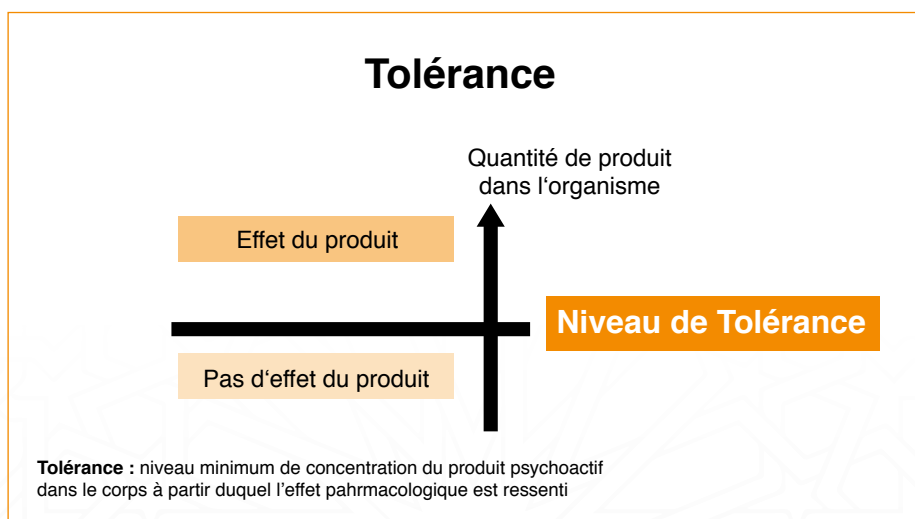 Tolérance
Quantité de produit
dans l‘organisme
Effet du produit
Niveau de Tolérance
Pas d‘effet du produit
Tolérance : niveau minimum de concentration du produit psychoactif
dans le corps à partir duquel l’effet pahrmacologique est ressenti